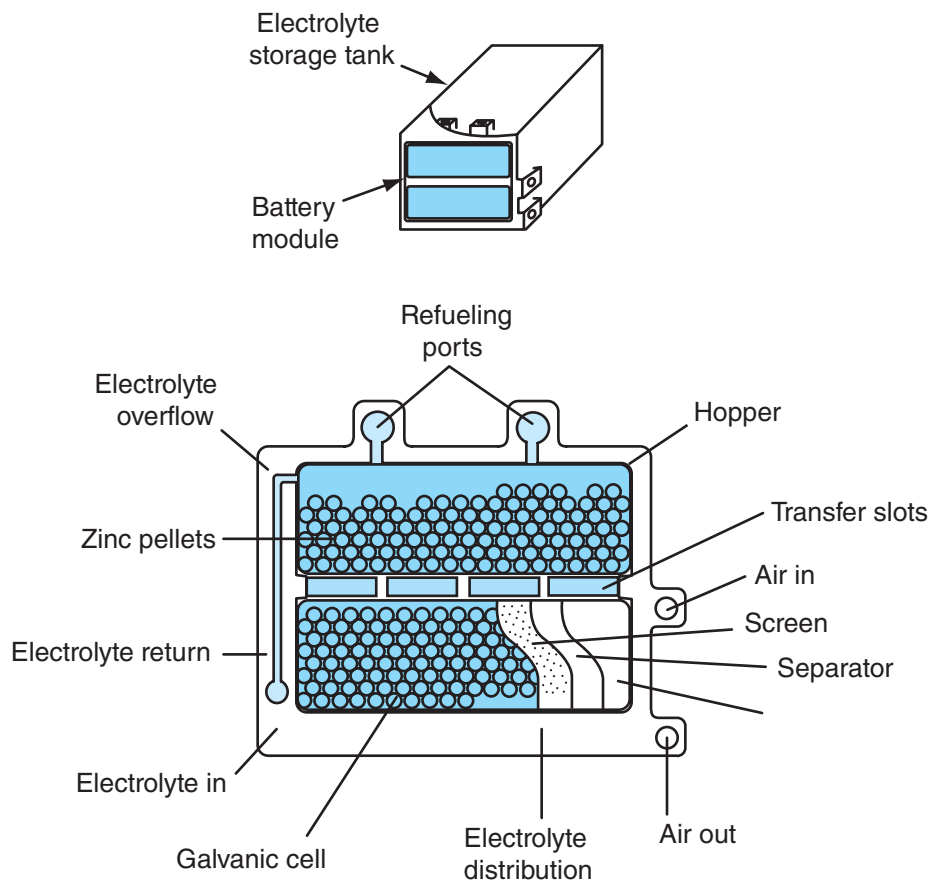 Electrolyte
storage tank
Battery
module
Refueling
ports
Electrolyte
overflow
Hopper
Zinc pellets
Transfer slots
Air in
Screen
Electrolyte return
Separator
Electrolyte in
Galvanic cell
Electrolyte
distribution
Air out